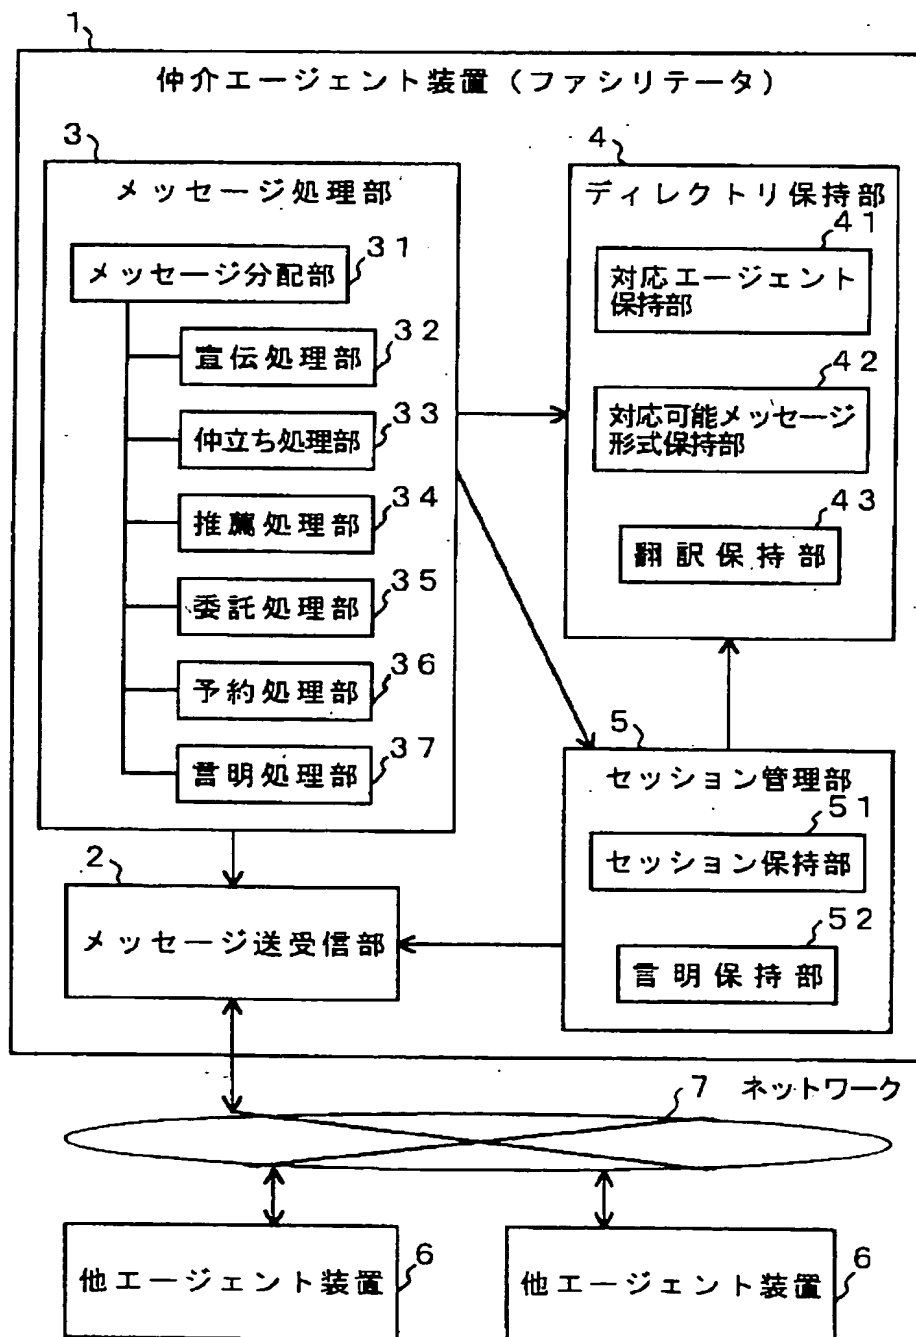 1
仲介エージェント装置(ファシリテータ)
3
メッセージ処理部
31
メッセージ分配部
32
宣伝処理部
33
仲立ち処理部
34
推薦処理部
35
委託処理部
36
予約処理部
37
言明処理部
4
ディレクトリ保持部
41
対応エージェント
保持部
42
対応可能メッセージ
形式保持部
43
翻訳保持部
5
セッション管理部
51
セッション保持部
52
言明保持部
2
メッセージ送受信部
7 ネットワーク
他エージェント装置
6
他エージェント装置
6